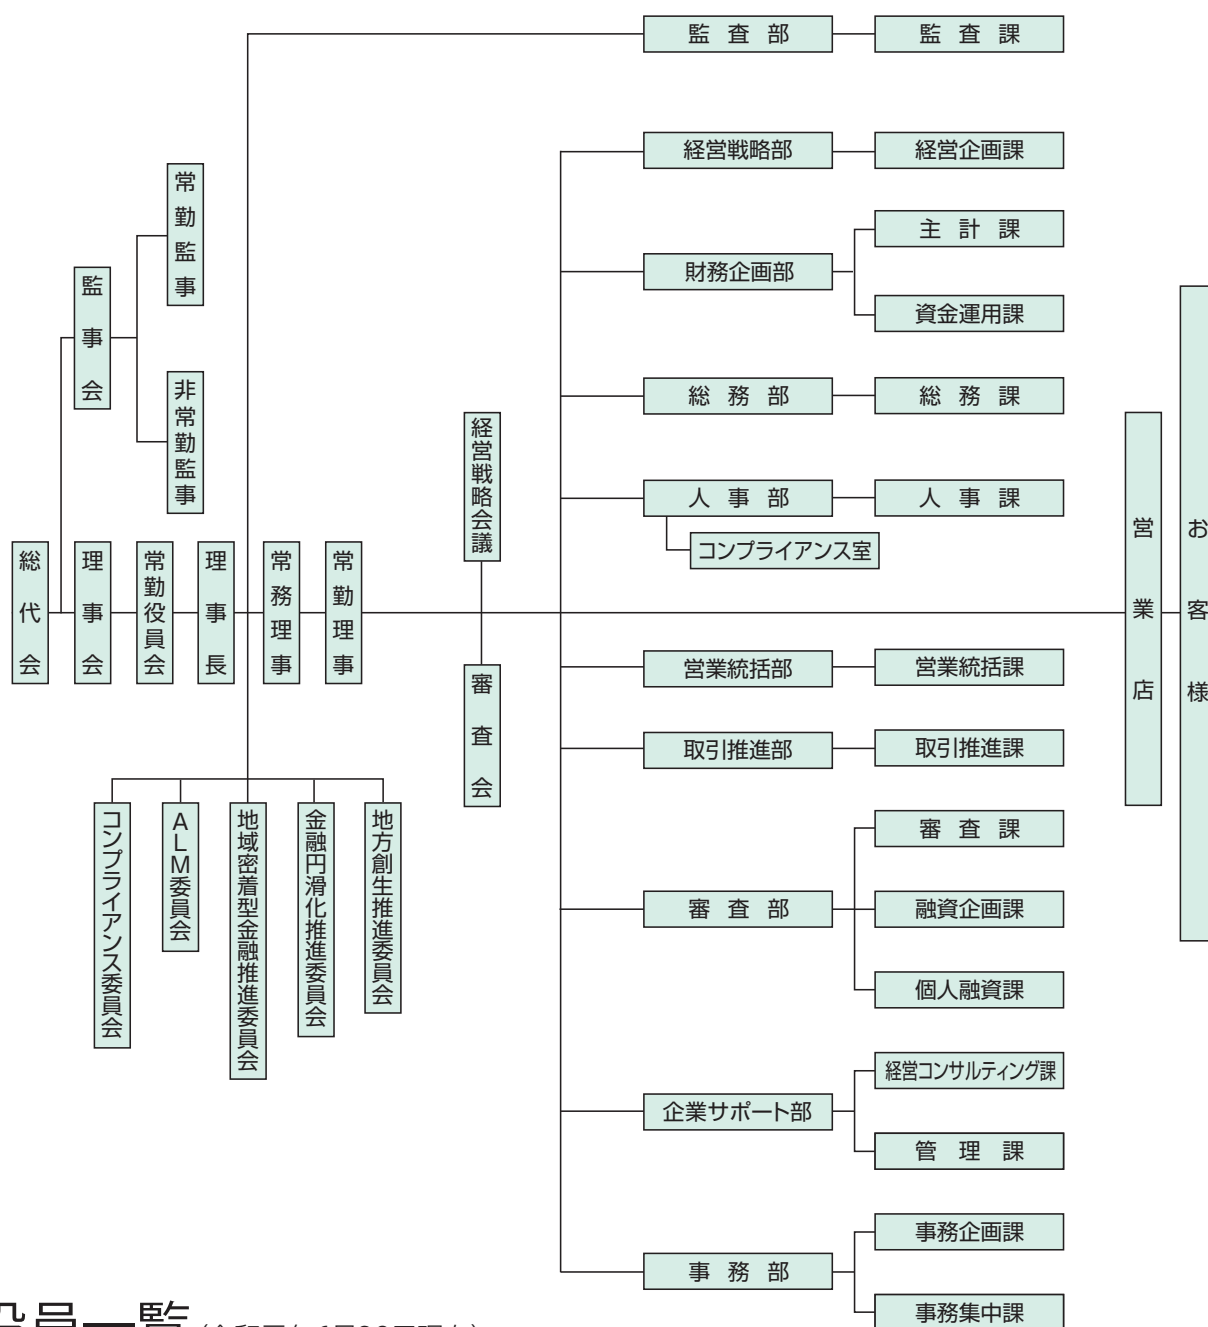 監査部
監査課
経営戦略部
経営企画課
財務企画部
主計課
資金運用課
総務部
総務課
人事部
人事課
コンプライアンス室
営業統括部
営業統括課
取引推進部
取引推進課
審査部
審査課
融資企画課
個人融資課
企業サポート部
経営コンサルティング課
管理課
事務部
事務企画課
事務集中課
総代会
監事会
常勤監事
非常勤監事
理事会
常勤役員会
理事長
常務理事
常勤理事
経営戦略会議
審査会
コンプライアンス委員会
ALM委員会
地域密着型金融推進委員会
金融円滑化推進委員会
地方創生推進委員会
営業店
お客様
役員一覧